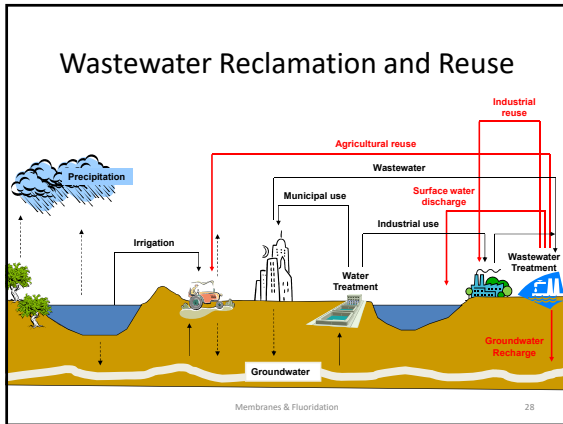 Wastewater Reclamation and Reuse
Industrial
reuse
Agricultural reuse
Wastewater
Precipitation
Municipal use
Surface water
discharge
Industrial use
Irrigation
Water
Treatment
Wastewater
Treatment
Groundwater
Recharge
Groundwater
Membranes & Fluoridation
28